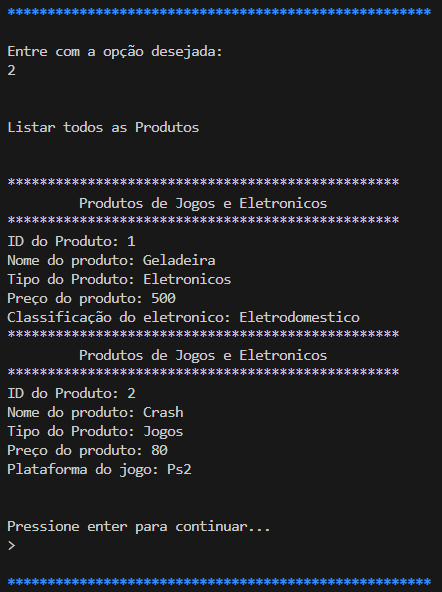 *****************************************************
Entre com a opção desejada:
2
Listar todos as Produtos
*************************************************
Produtos de Jogos e Eletronicos
*************************************************
ID do Produto: 1
Nome do produto: Geladeira
Tipo do Produto: Eletronicos
Preço do produto: 500
Classificação do eletronico: Eletrodomestico
*************************************************
Produtos de Jogos e Eletronicos
*************************************************
ID do Produto: 2
Nome do produto: Crash
Tipo do Produto: Jogos
Preço do produto: 80
Plataforma do jogo: Ps2
Pressione enter para continuar...
>
*****************************************************